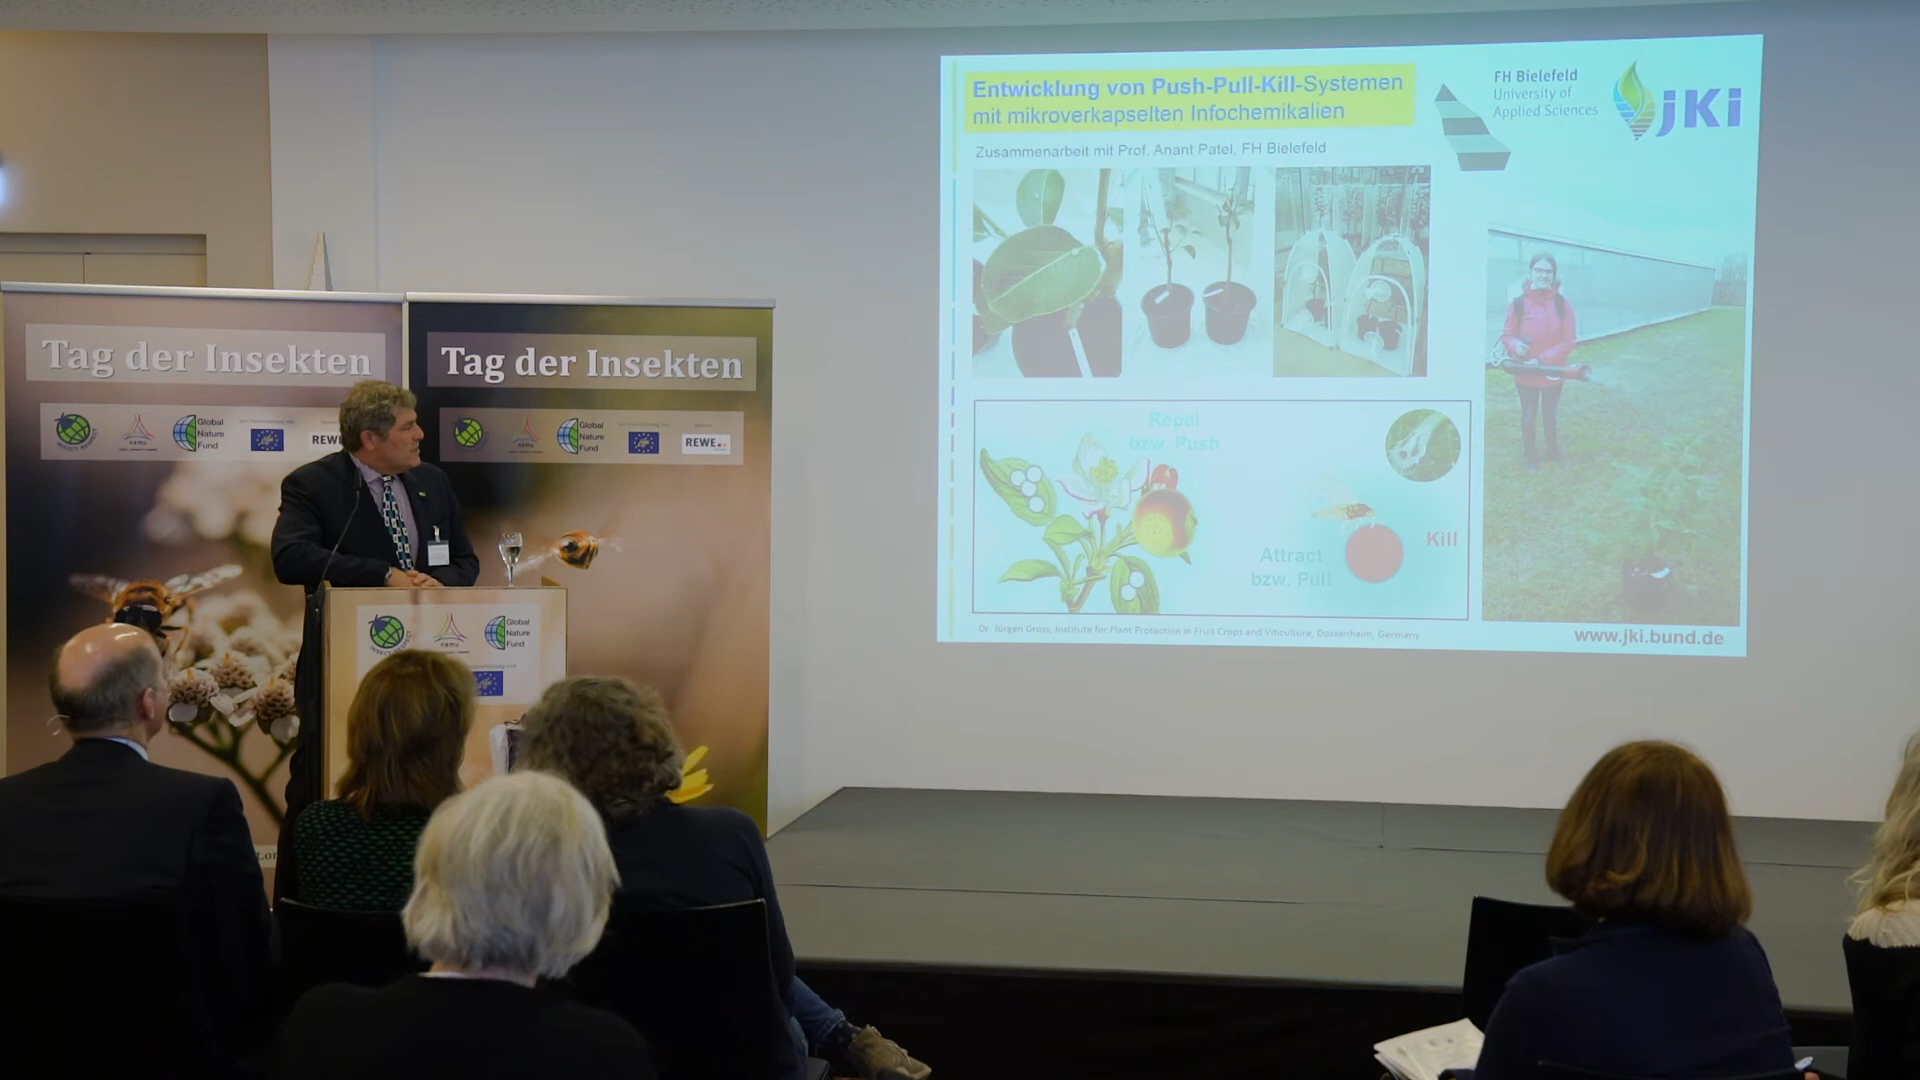 Entwicklung von Push-Pull-Kill-Systemen
mit mikroverkapselten Infochemikalien
FH Bielefeld
University of
Applied Sciences
jKi
Zusammenarbeit mit Prof. Anant Patel, FH Bielefeld
Repel
bzw. Push
Attract
bzw. Pull
Kill
Dr. Jürgen Gross, Institute for Plant Protection in Fruit Crops and Viticulture, Dossenheim, Germany
www.jki.bund.de
Tag der Insekten
Global
Nature
Fund
REWE
Tag der Insekten
Global
Nature
Fund
REWE
Global
Nature
Fund